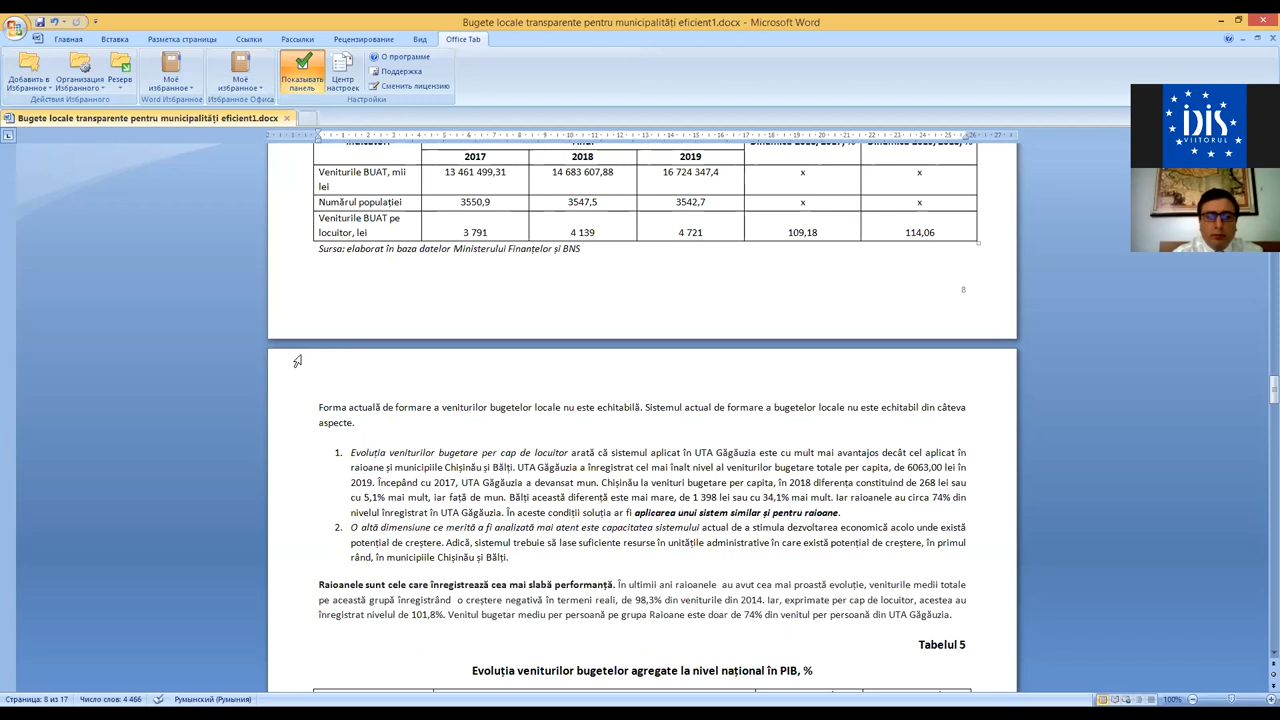 Bugete locale transparente pentru municipalități eficient1.docx - Microsoft Word
Главная Вставка Разметка страницы Ссылки Рассылки Рецензирование Вид Office Tab
Добавить в Избранное
Организация Избранного
Резерв
Моё избранное
Моё избранное
Показывать панель
Центр настроек
О программе
Поддержка
Сменить лицензию
Действия Избранного Word Избранное Избранное Офиса Настройки
Bugete locale transparente pentru municipalități eficient1.docx
IDIS
VIITORUL
2017 2018 2019
Veniturile BUAT, mii lei 13 461 499,31 14 683 607,88 16 724 347,4 x x
Numărul populației 3550,9 3547,5 3542,7 x x
Veniturile BUAT pe
locuitor, lei 3 791 4 139 4 721 109,18 114,06
Sursa: elaborat în baza datelor Ministerului Finanțelor și BNS
8
Forma actuală de formare a veniturilor bugetelor locale nu este echitabilă. Sistemul actual de formare a bugetelor locale nu este echitabil din câteva
aspecte.
1. Evoluția veniturilor bugetare per cap de locuitor arată că sistemul aplicat în UTA Găgăuzia este cu mult mai avantajos decât cel aplicat în
raioane și municipiile Chișinău și Bălți. UTA Găgăuzia a înregistrat cel mai înalt nivel al veniturilor bugetare totale per capita, de 6063,00 lei în
2019. Începând cu 2017, UTA Găgăuzia a devansat mun. Chișinău la venituri bugetare per capita, în 2018 diferența constituind de 268 lei sau
cu 5,1% mai mult, iar față de mun. Bălți această diferență este mai mare, de 1 398 lei sau cu 34,1% mai mult. Iar raioanele au circa 74% din
nivelul înregistrat în UTA Găgăuzia. În aceste condiții soluția ar fi aplicarea unui sistem similar și pentru raioane.
2. O altă dimensiune ce merită a fi analizată mai atent este capacitatea sistemului actual de a stimula dezvoltarea economică acolo unde există
potențial de creștere. Adică, sistemul trebuie să lase suficiente resurse în unitățile administrative în care există potențial de creștere, în primul
rând, în municipiile Chișinău și Bălți.
Raioanele sunt cele care înregistrează cea mai slabă performanță. În ultimii ani raioanele au avut cea mai proastă evoluție, veniturile medii totale
pe această grupă înregistrând o creștere negativă în termeni reali, de 98,3% din veniturile din 2014. Iar, exprimate per cap de locuitor, acestea au
înregistrat nivelul de 101,8%. Venitul bugetar mediu per persoană pe grupa Raioane este doar de 74% din venitul per persoană din UTA Găgăuzia.
Tabelul 5
Evoluția veniturilor bugetelor agregate la nivel național în PIB, %
Страница: 8 из 17 Число слов: 4 466 Румынский (Румыния) 100%